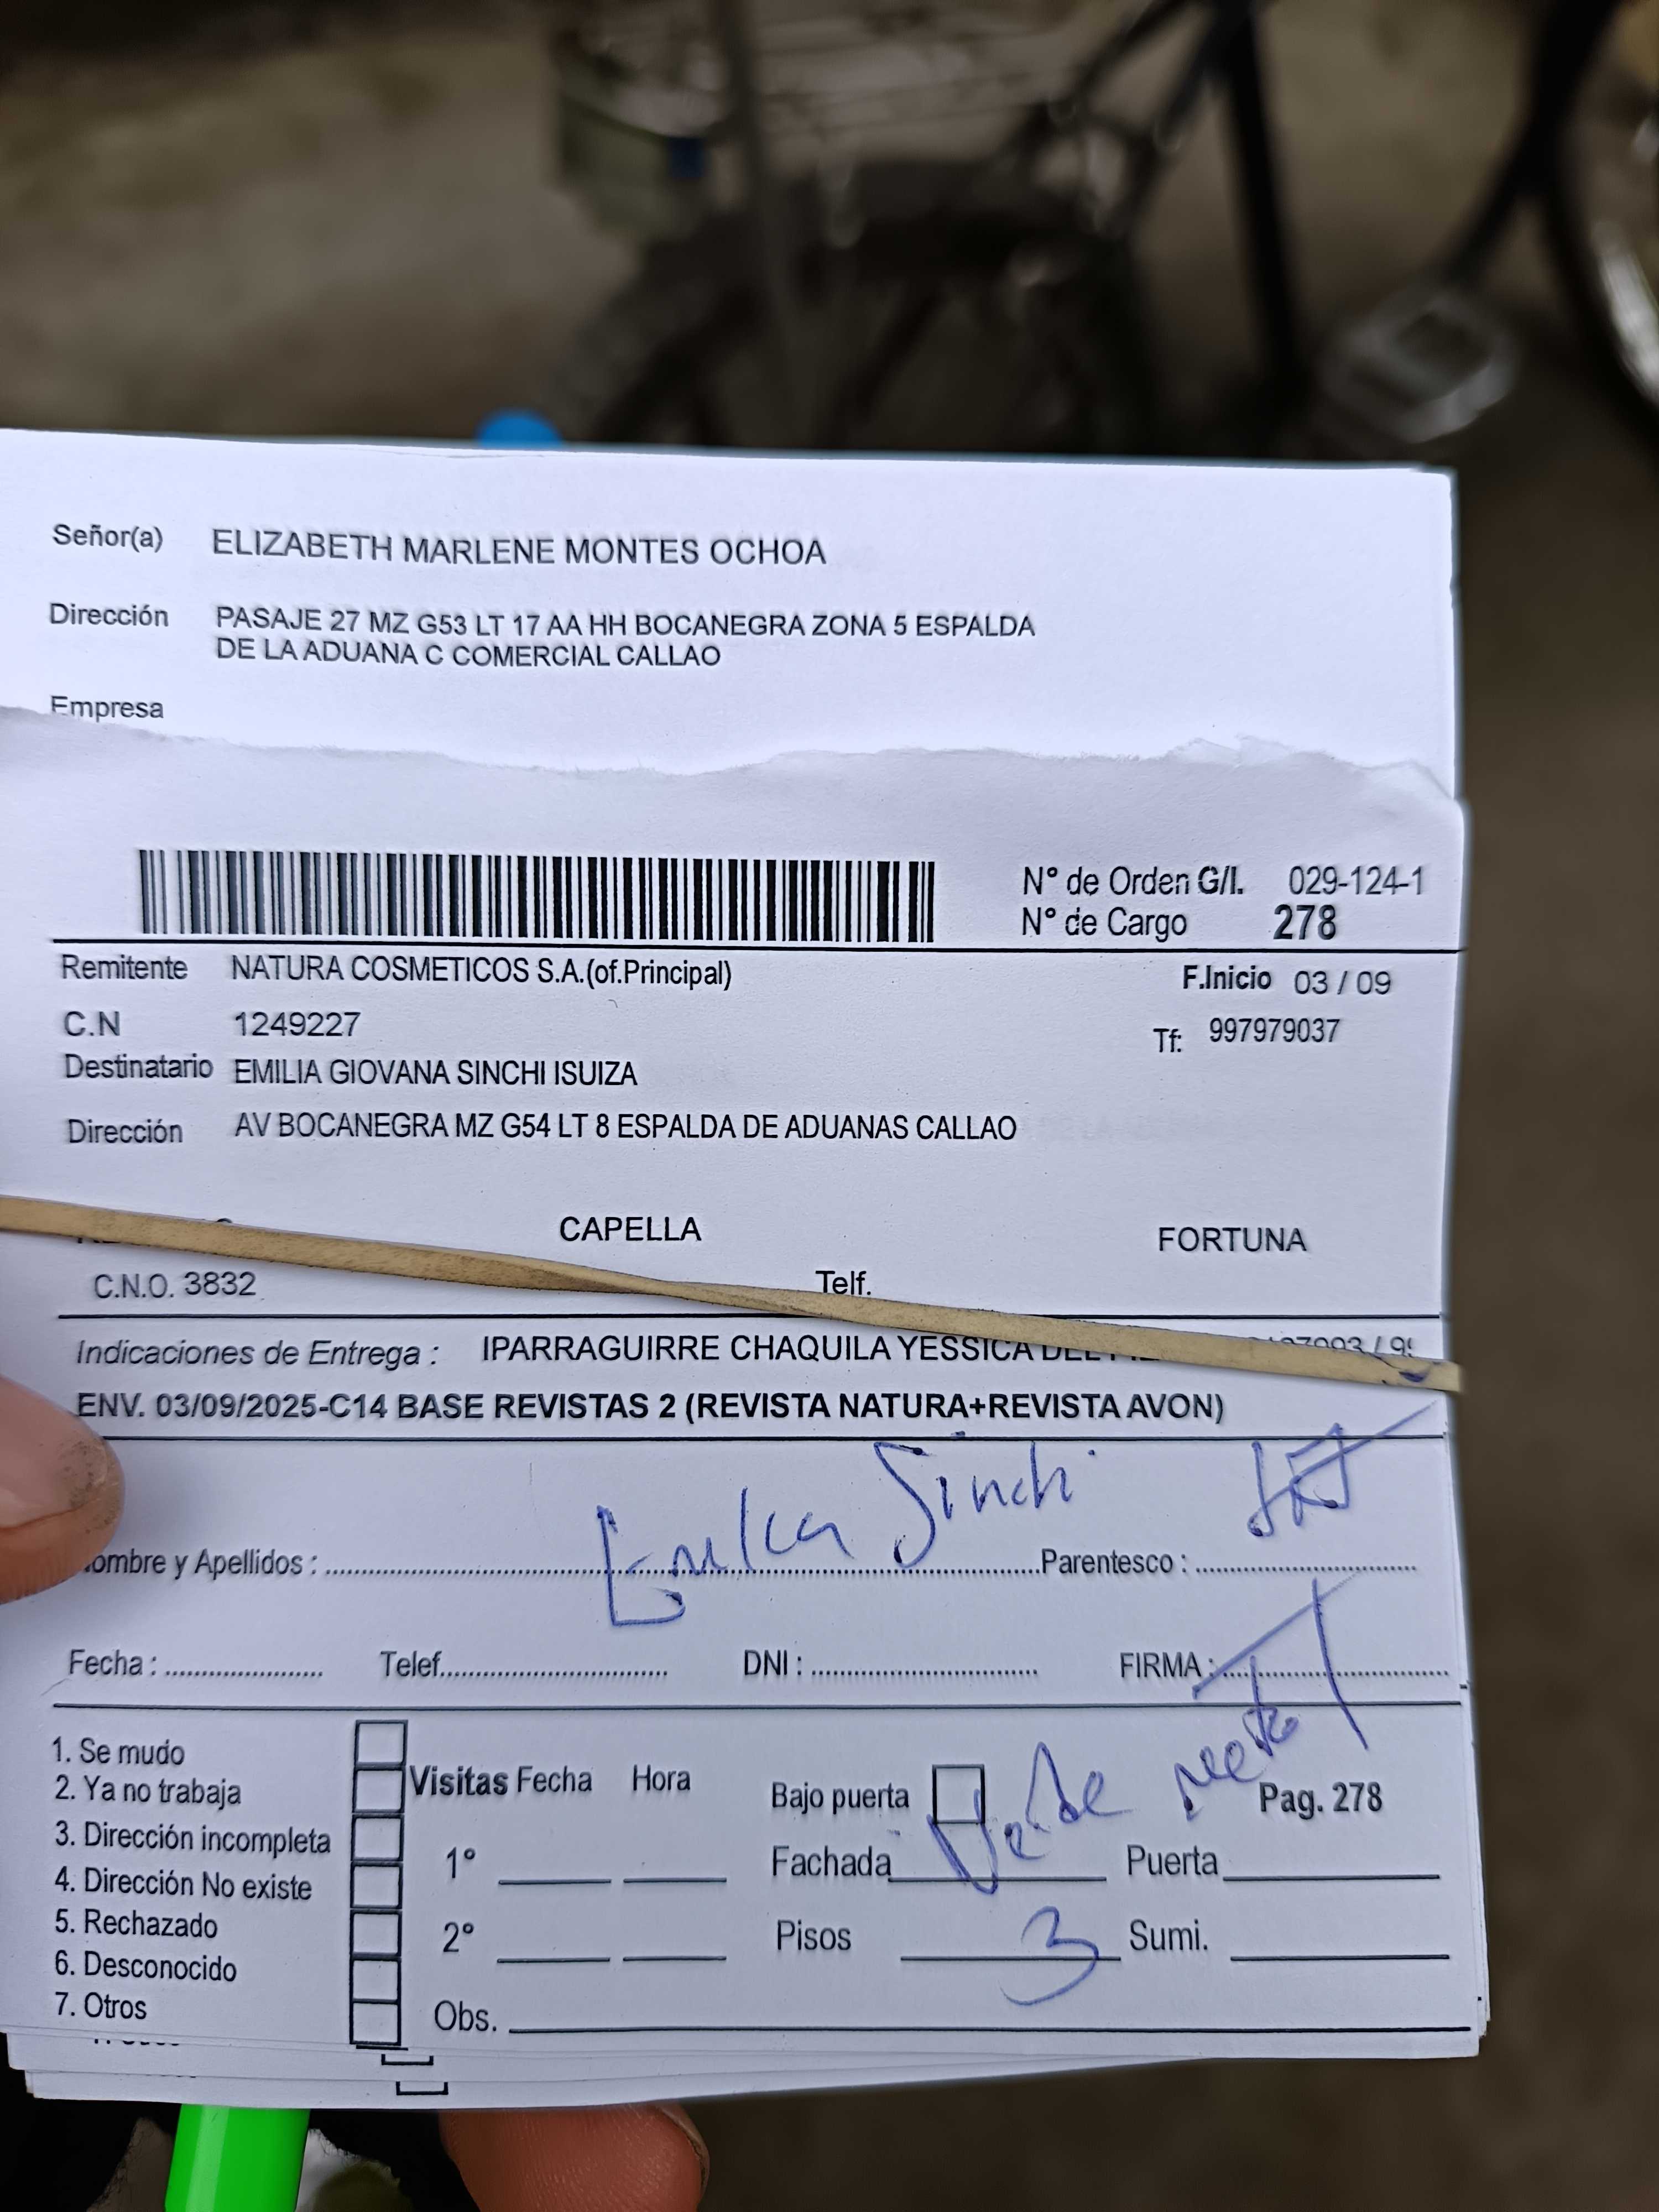 Señor(a) ELIZABETH MARLENE MONTES OCHOA
Dirección PASAJE 27 MZ G53 LT 17 AA HH BOCANEGRA ZONA 5 ESPALDA
DE LA ADUANA C COMERCIAL CALLAO
Empresa
N° de Orden G/I. 029-124-1
N° de Cargo 278
Remitente NATURA COSMETICOS S.A.(of.Principal) F.Inicio 03 / 09
C.N 1249227 Tf: 997979037
Destinatario EMILIA GIOVANA SINCHI ISUIZA
Dirección AV BOCANEGRA MZ G54 LT 8 ESPALDA DE ADUANAS CALLAO
CAPELLA FORTUNA
C.N.O. 3832 Telf.
Indicaciones de Entrega : IPARRAGUIRRE CHAQUILA YESSICA
ENV. 03/09/2025-C14 BASE REVISTAS 2 (REVISTA NATURA+REVISTA AVON)
Sinchi
ombre y Apellidos : Parentesco :
Fecha : Telef. DNI : FIRMA :
1. Se mudo
2. Ya no trabaja
3. Dirección incompleta
4. Dirección No existe
5. Rechazado
6. Desconocido
7. Otros
Visitas Fecha Hora
1°
2°
Obs.
Bajo puerta Pag. 278
Fachada Puerta
Pisos 3 Sumi.